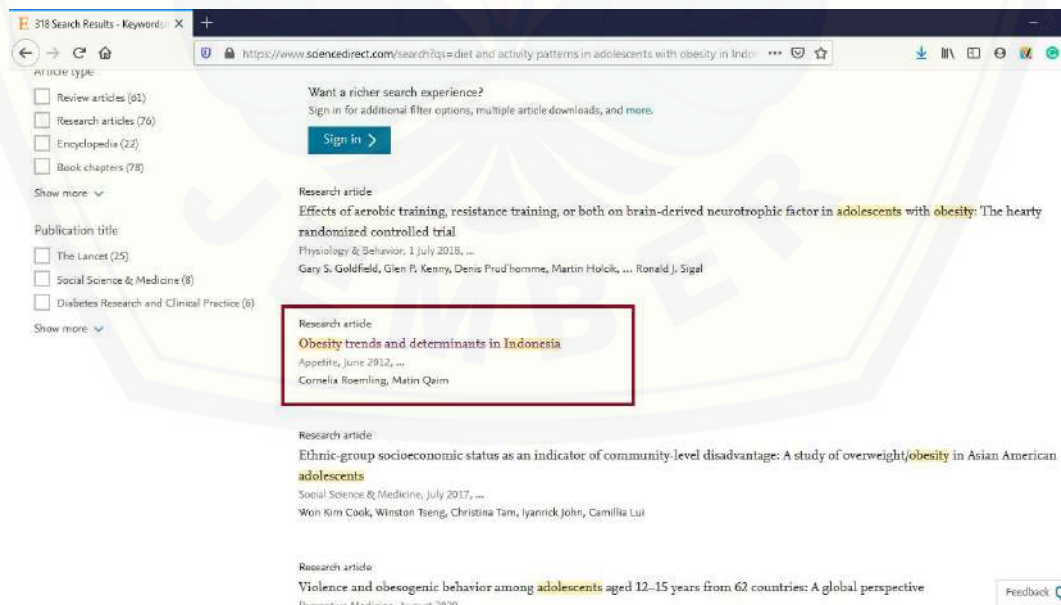 318 Search Results - Keywords
https://www.sciencedirect.com/search?qs=diet and activity patterns in adolescents with obesity in Indo
Article type
Review articles (61)
Research articles (76)
Encyclopedia (22)
Book chapters (78)
Show more
Publication title
The Lancet (25)
Social Science & Medicine (8)
Diabetes Research and Clinical Practice (6)
Show more
Want a richer search experience?
Sign in for additional filter options, multiple article downloads, and more.
Sign in
Research article
Effects of aerobic training, resistance training, or both on brain-derived neurotrophic factor in adolescents with obesity: The hearty
randomized controlled trial
Physiology & Behavior, 1 July 2018, ...
Gary S. Goldfield, Glen P. Kenny, Denis Prud'homme, Martin Holcik, ... Ronald J. Sigal
Research article
Obesity trends and determinants in Indonesia
Appetite, June 2012, ...
Cornelia Roemling, Matin Qaim
Research article
Ethnic-group socioeconomic status as an indicator of community-level disadvantage: A study of overweight/obesity in Asian American
adolescents
Social Science & Medicine, July 2017, ...
Won Kim Cook, Winston Tseng, Christina Tam, Iyanrick John, Camillia Lui
Research article
Violence and obesogenic behavior among adolescents aged 12–15 years from 62 countries: A global perspective
Preventive Medicine, August 2020
Feedback
JEMBER